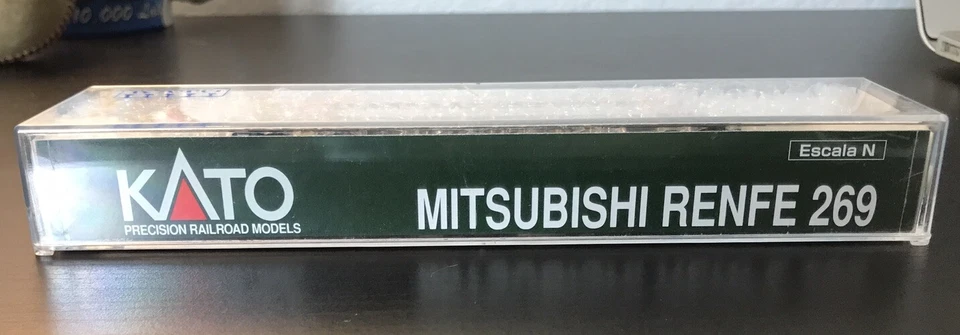 Escala N
KATO
PRECISION RAILROAD MODELS
MITSUBISHI RENFE 269